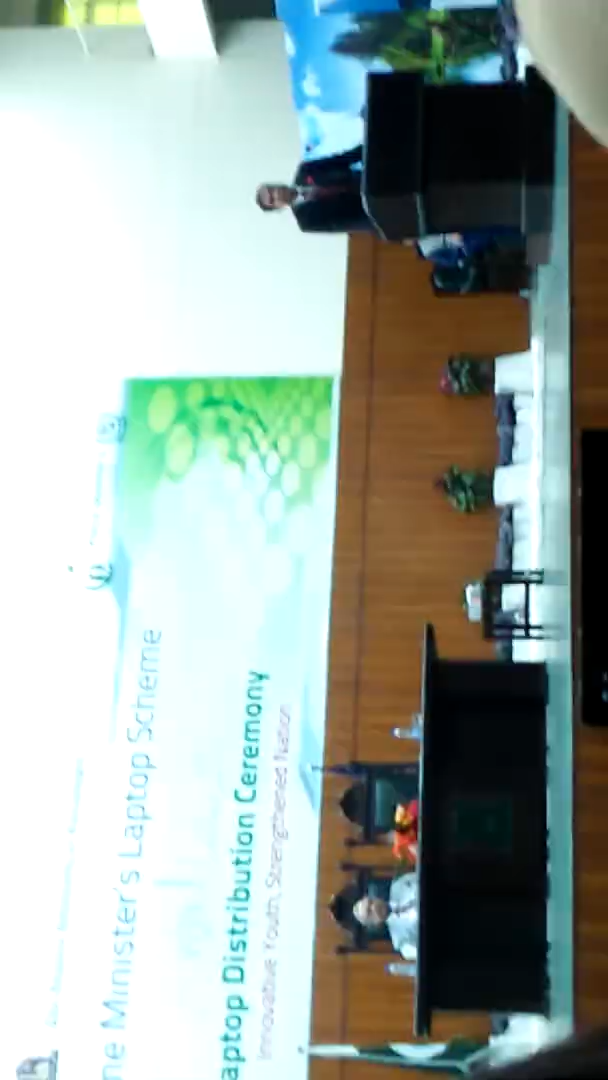 ne Minister's Laptop Scheme
aptop Distribution Ceremony
Innovative Youth, Strengthened Nation